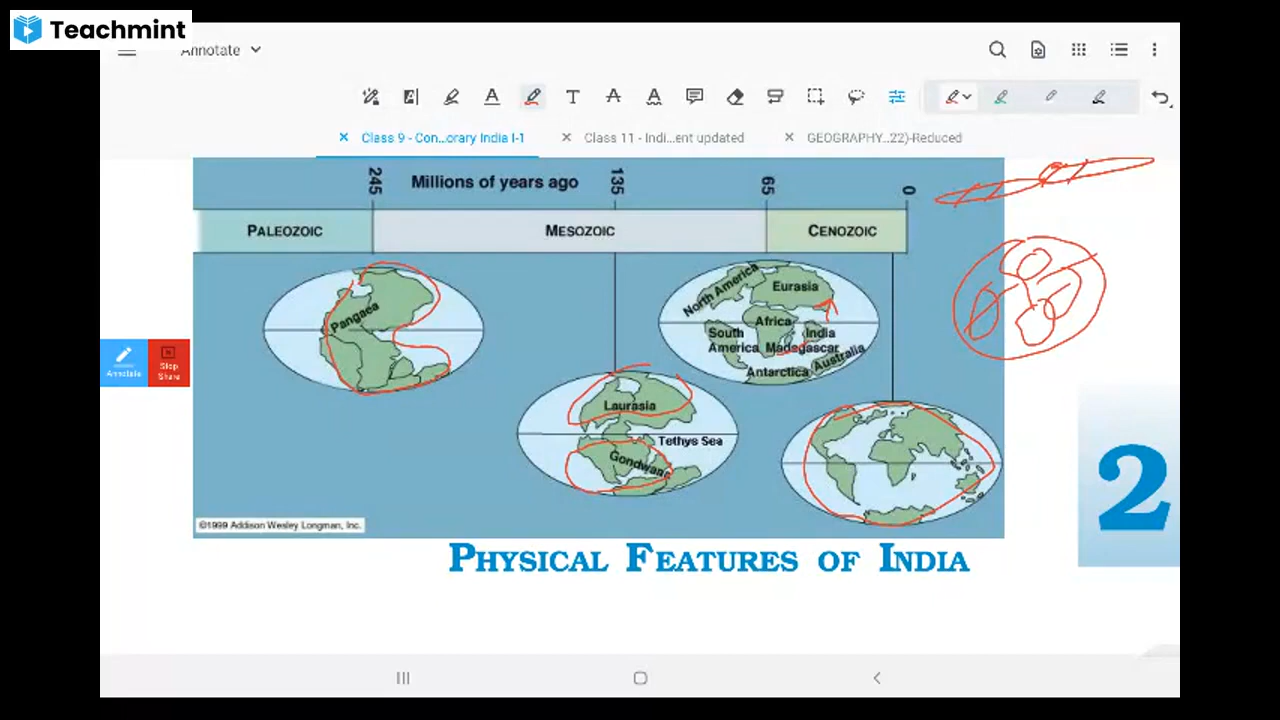 Teachmint
Annotate
Class 9 - Con...orary India I-1
Class 11 - Indi...ent updated
GEOGRAPHY...22)-Reduced
245
Millions of years ago
135
65
0
PALEOZOIC
MESOZOIC
CENOZOIC
Pangaea
North America
Eurasia
Africa
India
South
America
Madagascar
Australia
Antarctica
Annotate
Stop
Share
Laurasia
Tethys Sea
Gondwana
©1999 Addison Wesley Longman, Inc.
2
PHYSICAL FEATURES OF INDIA